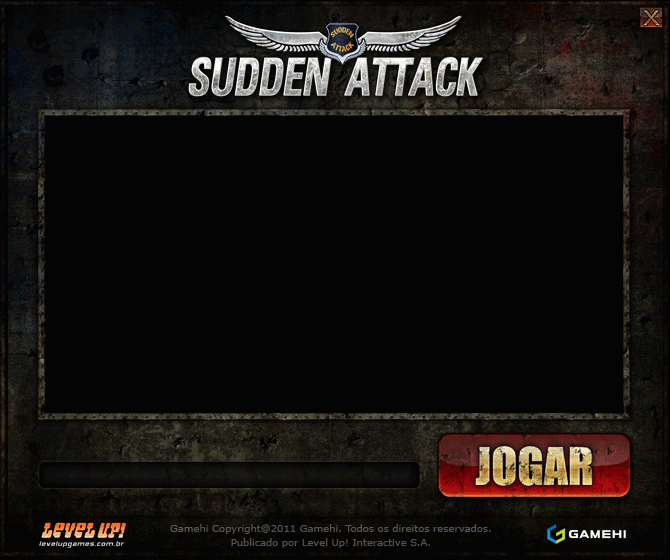 SUDDEN
ATTACK
SUDDEN ATTACK
JOGAR
LEVEL UP!
levelupgames.com.br
Gamehi Copyright©2011 Gamehi. Todos os direitos reservados.
Publicado por Level Up! Interactive S.A.
GAMEHI